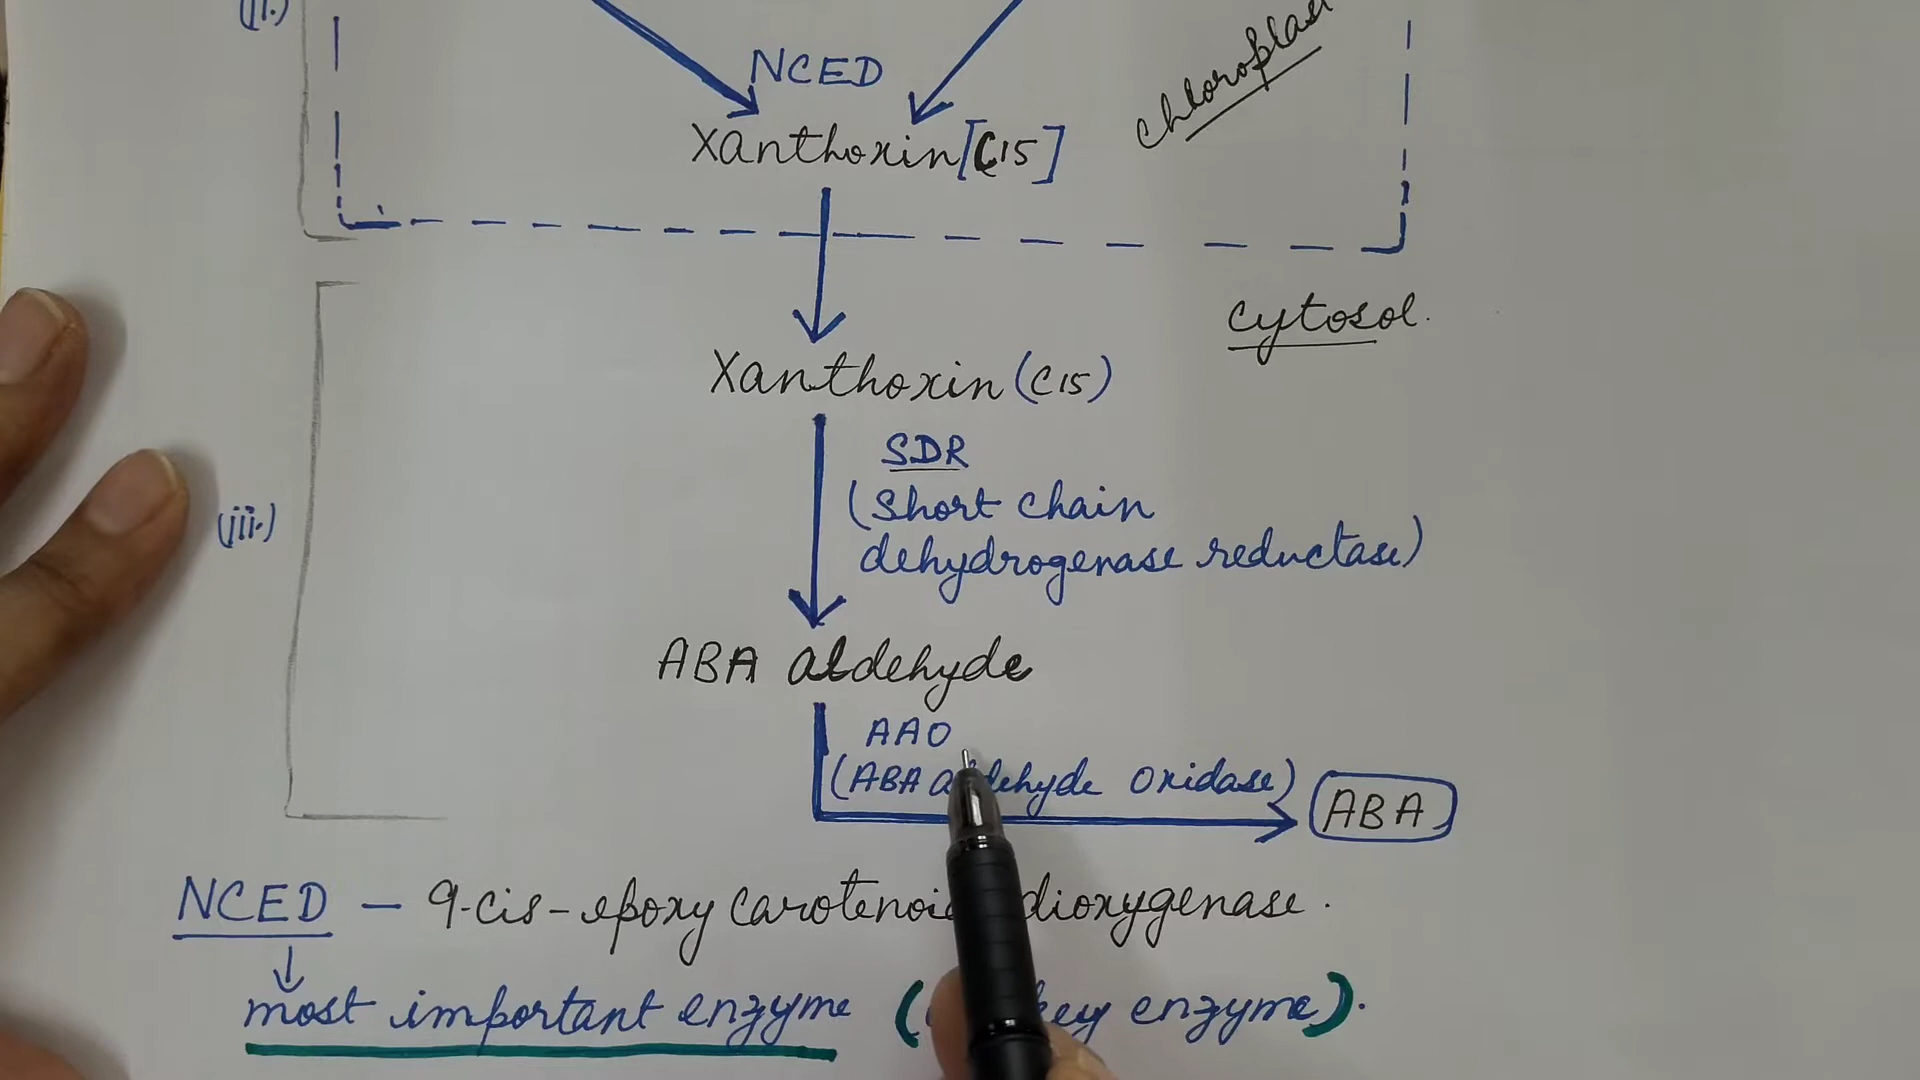 (ii.)
NCED
chloroplast
Xanthoxin [C15]
cytosol.
Xanthoxin (C15)
SDR
(Short chain
dehydrogenase reductase)
(iii.)
ABA aldehyde
AAO
(ABA aldehyde oxidase)
ABA
NCED – 9-cis-epoxy carotenoid dioxygenase.
most important enzyme ( key enzyme).